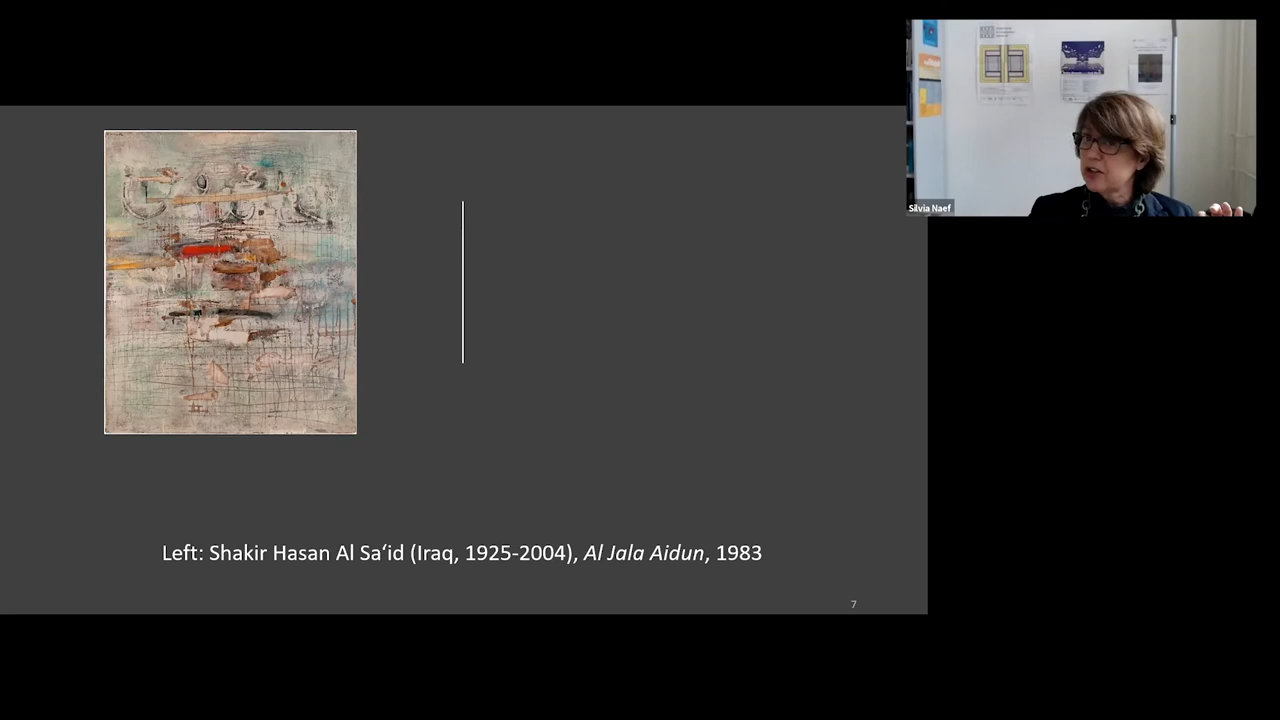 Silvia Naef
Left: Shakir Hasan Al Sa‘id (Iraq, 1925-2004), Al Jala Aidun, 1983
7